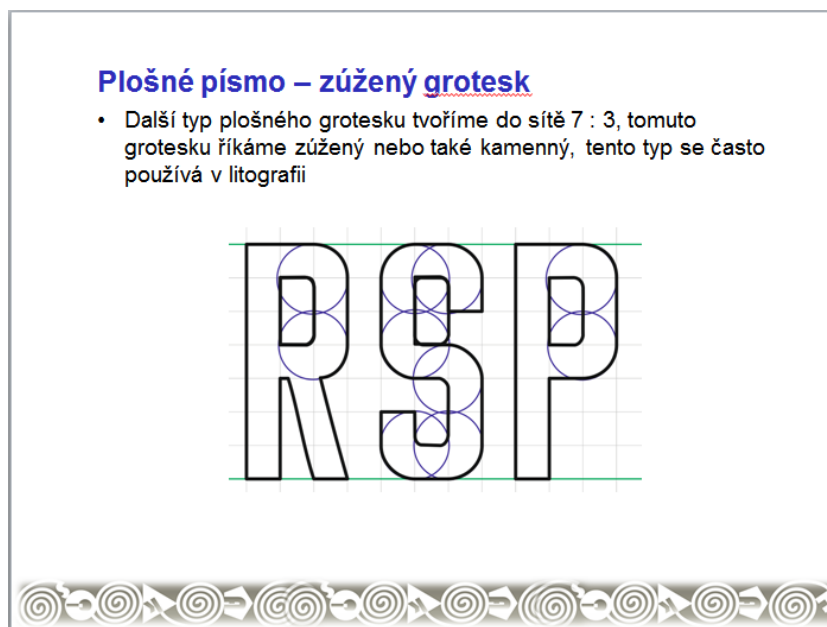 Plošné písmo – zúžený grotesk
• Další typ plošného grotesku tvoříme do sítě 7 : 3, tomuto
grotesku říkáme zúžený nebo také kamenný, tento typ se často
používá v litografii
RSP